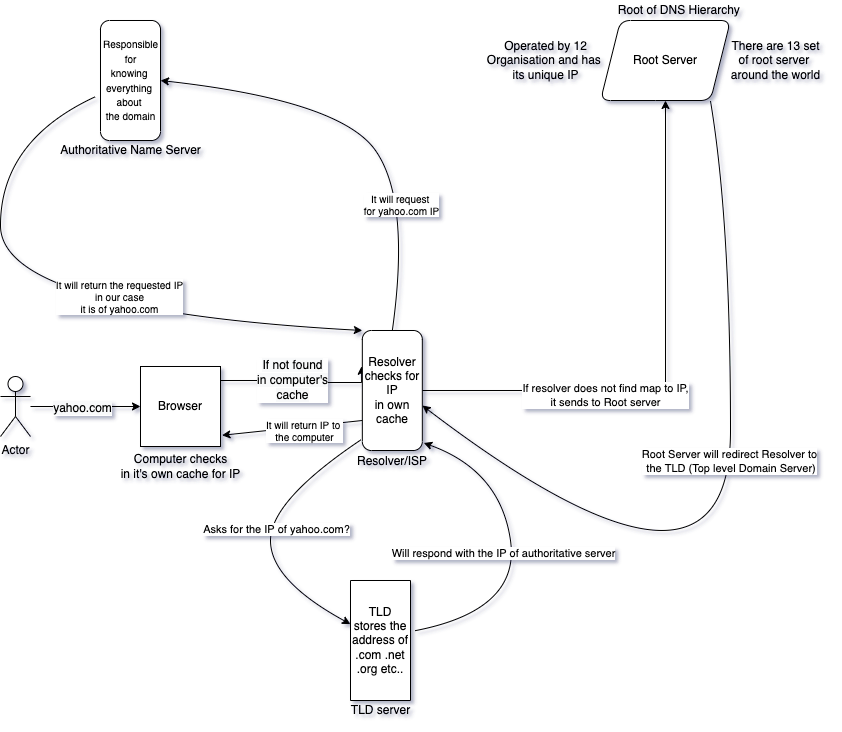 Root of DNS Hierarchy
Responsible
for
knowing
everything
about
the domain
Authoritative Name Server
Operated by 12
Organisation and has
its unique IP
Root Server
There are 13 set
of root server
around the world
It will request
for yahoo.com IP
It will return the requested IP
in our case
it is of yahoo.com
Actor
yahoo.com
Browser
Computer checks
in it's own cache for IP
If not found
in computer's
cache
It will return IP to
the computer
Resolver
checks for
IP
in own
cache
Resolver/ISP
If resolver does not find map to IP,
it sends to Root server
Root Server will redirect Resolver to
the TLD (Top level Domain Server)
Asks for the IP of yahoo.com?
Will respond with the IP of authoritative server
TLD
stores the
address of
.com .net
.org etc..
TLD server